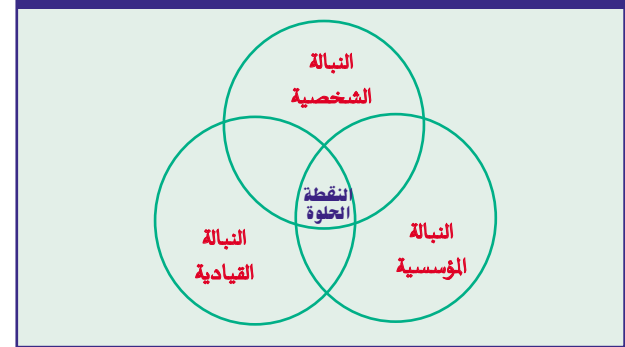 النبالة
الشخصية
النقطة
الحلوة
النبالة
المؤسسية
النبالة
القيادية